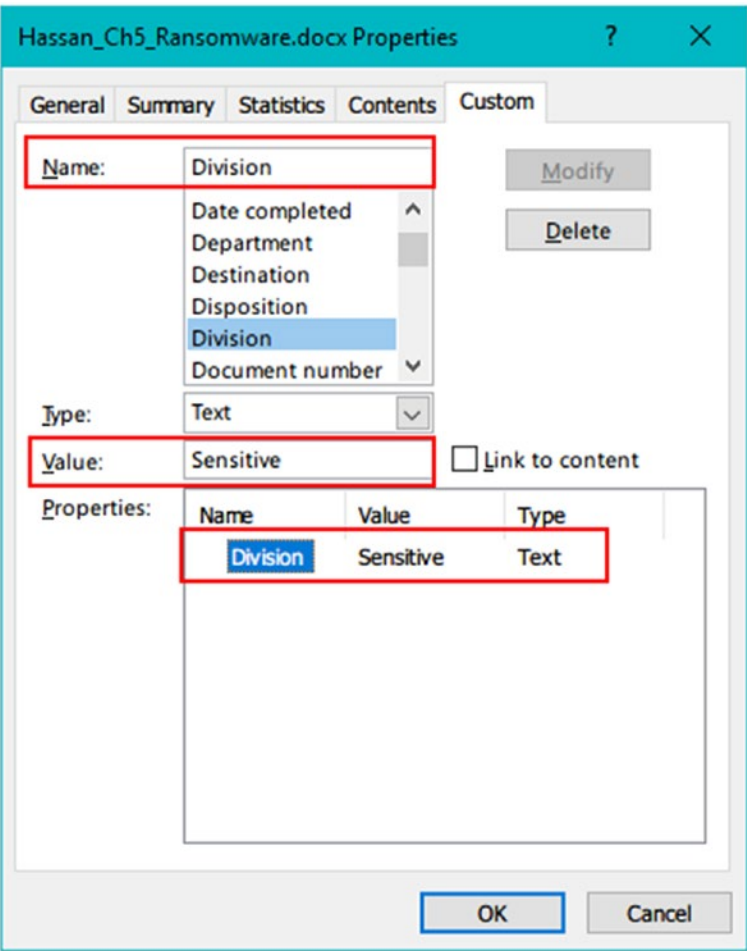 Hassan_Ch5_Ransomware.docx Properties ? ×
General Summary Statistics Contents Custom
Name: Division Modify
Date completed
Department Delete
Destination
Disposition
Division
Document number
Type: Text
Value: Sensitive Link to content
Properties: Name Value Type
Division Sensitive Text
OK Cancel